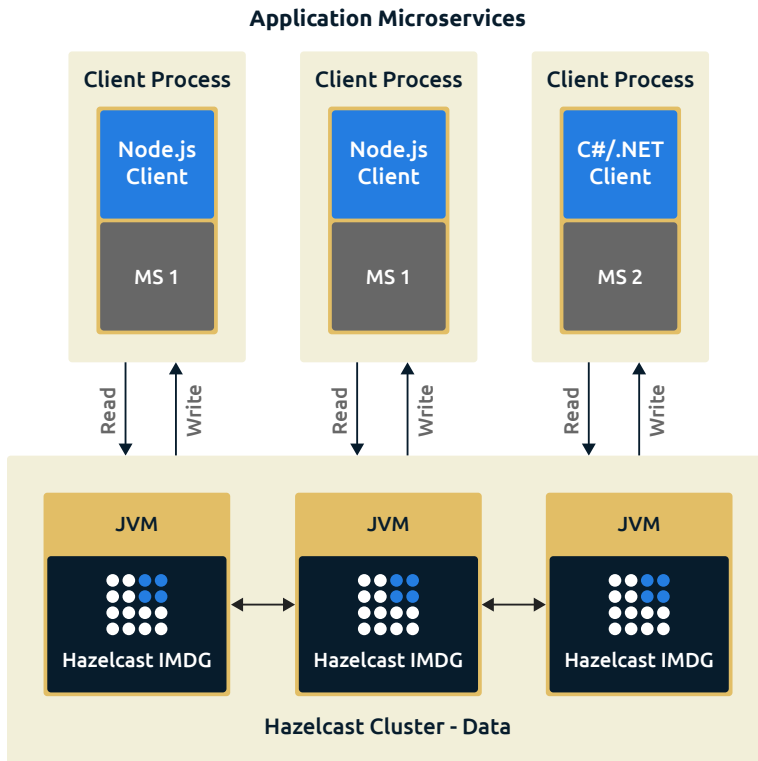 Application Microservices
Client Process
Client Process
Client Process
Node.js
Client
Node.js
Client
C#/.NET
Client
MS 1
MS 1
MS 2
Read
Write
Read
Write
Read
Write
JVM
JVM
JVM
Hazelcast IMDG
Hazelcast IMDG
Hazelcast IMDG
Hazelcast Cluster - Data